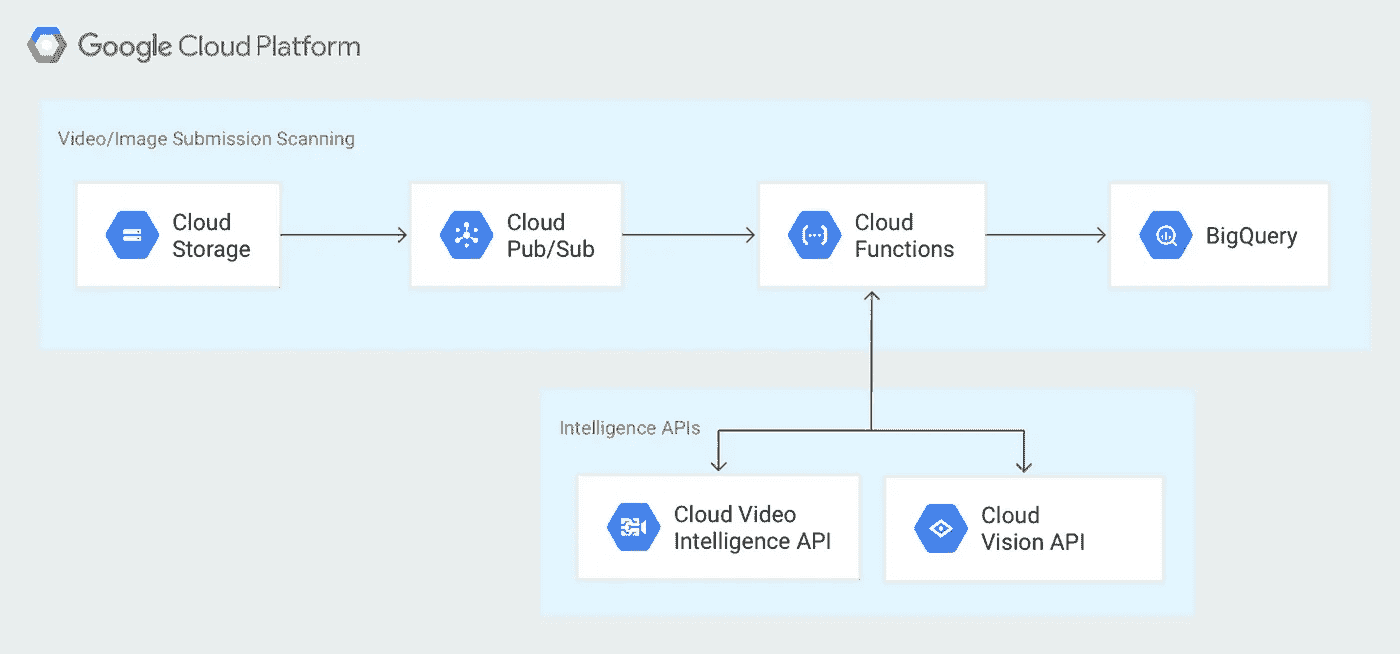 Google Cloud Platform
Video/Image Submission Scanning
Cloud
Storage
Cloud
Pub/Sub
Cloud
Functions
BigQuery
Intelligence APIs
Cloud Video
Intelligence API
Cloud
Vision API